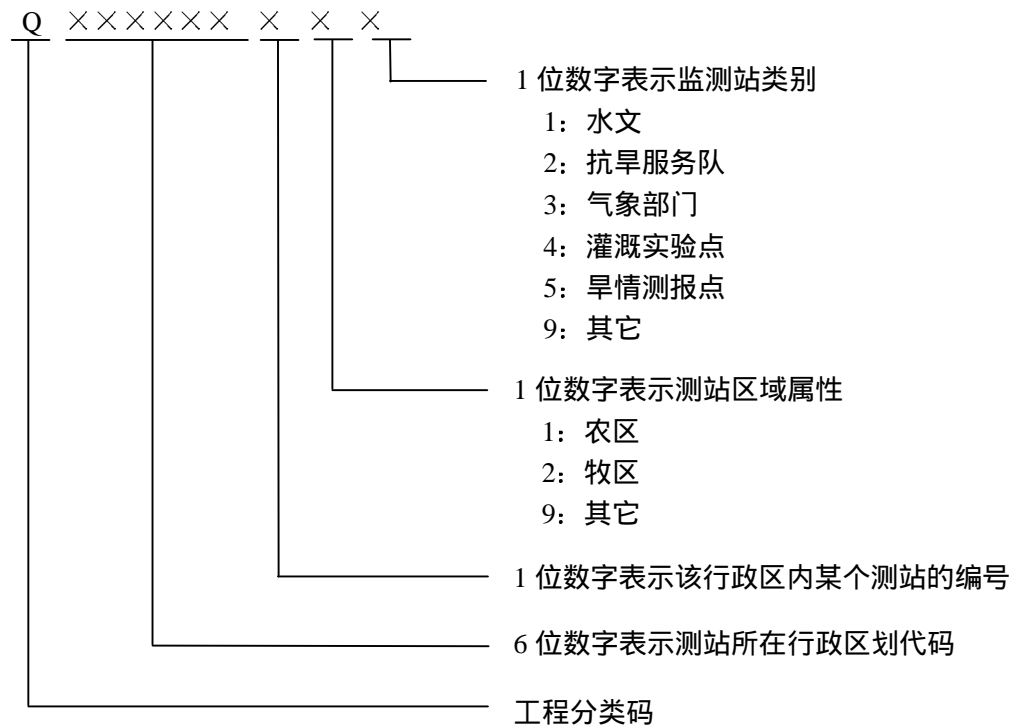 Q ×××××× × × ×
1 位数字表示监测站类别
1：水文
2：抗旱服务队
3：气象部门
4：灌溉实验点
5：旱情测报点
9：其它
1 位数字表示测站区域属性
1：农区
2：牧区
9：其它
1 位数字表示该行政区内某个测站的编号
6 位数字表示测站所在行政区划代码
工程分类码